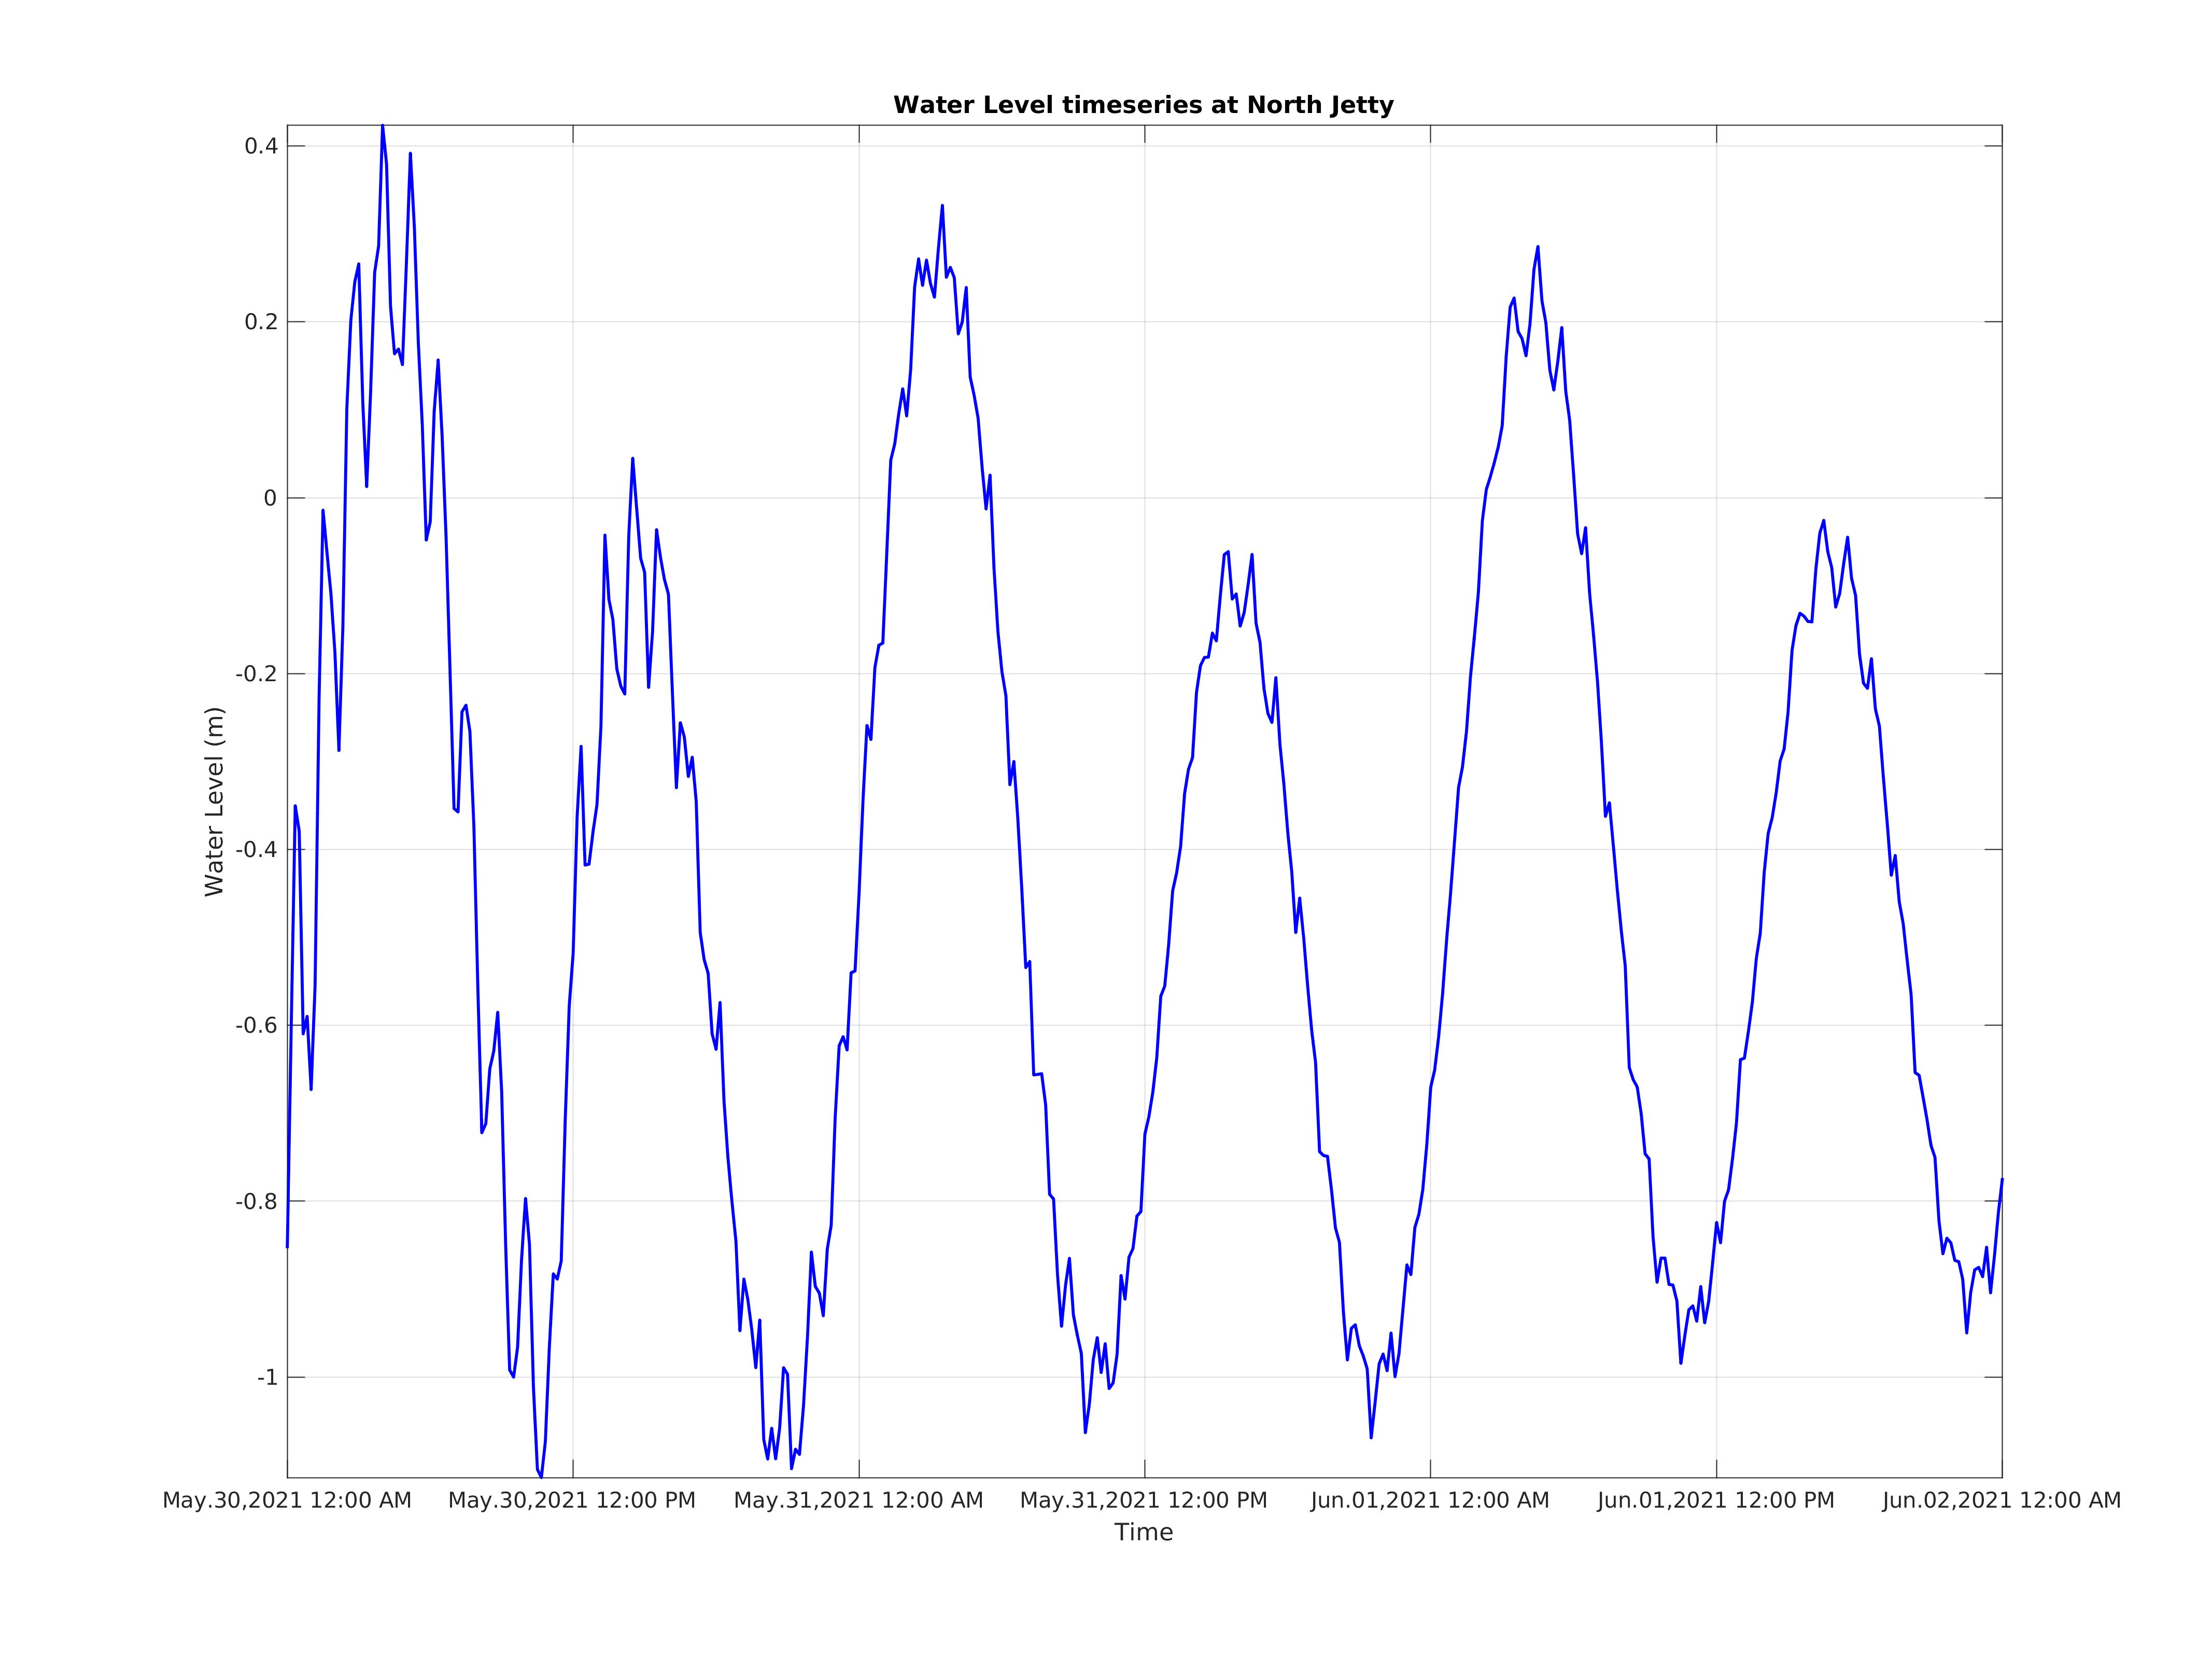 Water Level timeseries at North Jetty
0.4
0.2
0
-0.2
-0.4
-0.6
-0.8
-1
Water Level (m)
May.30,2021 12:00 AM
May.30,2021 12:00 PM
May.31,2021 12:00 AM
May.31,2021 12:00 PM
Jun.01,2021 12:00 AM
Jun.01,2021 12:00 PM
Jun.02,2021 12:00 AM
Time